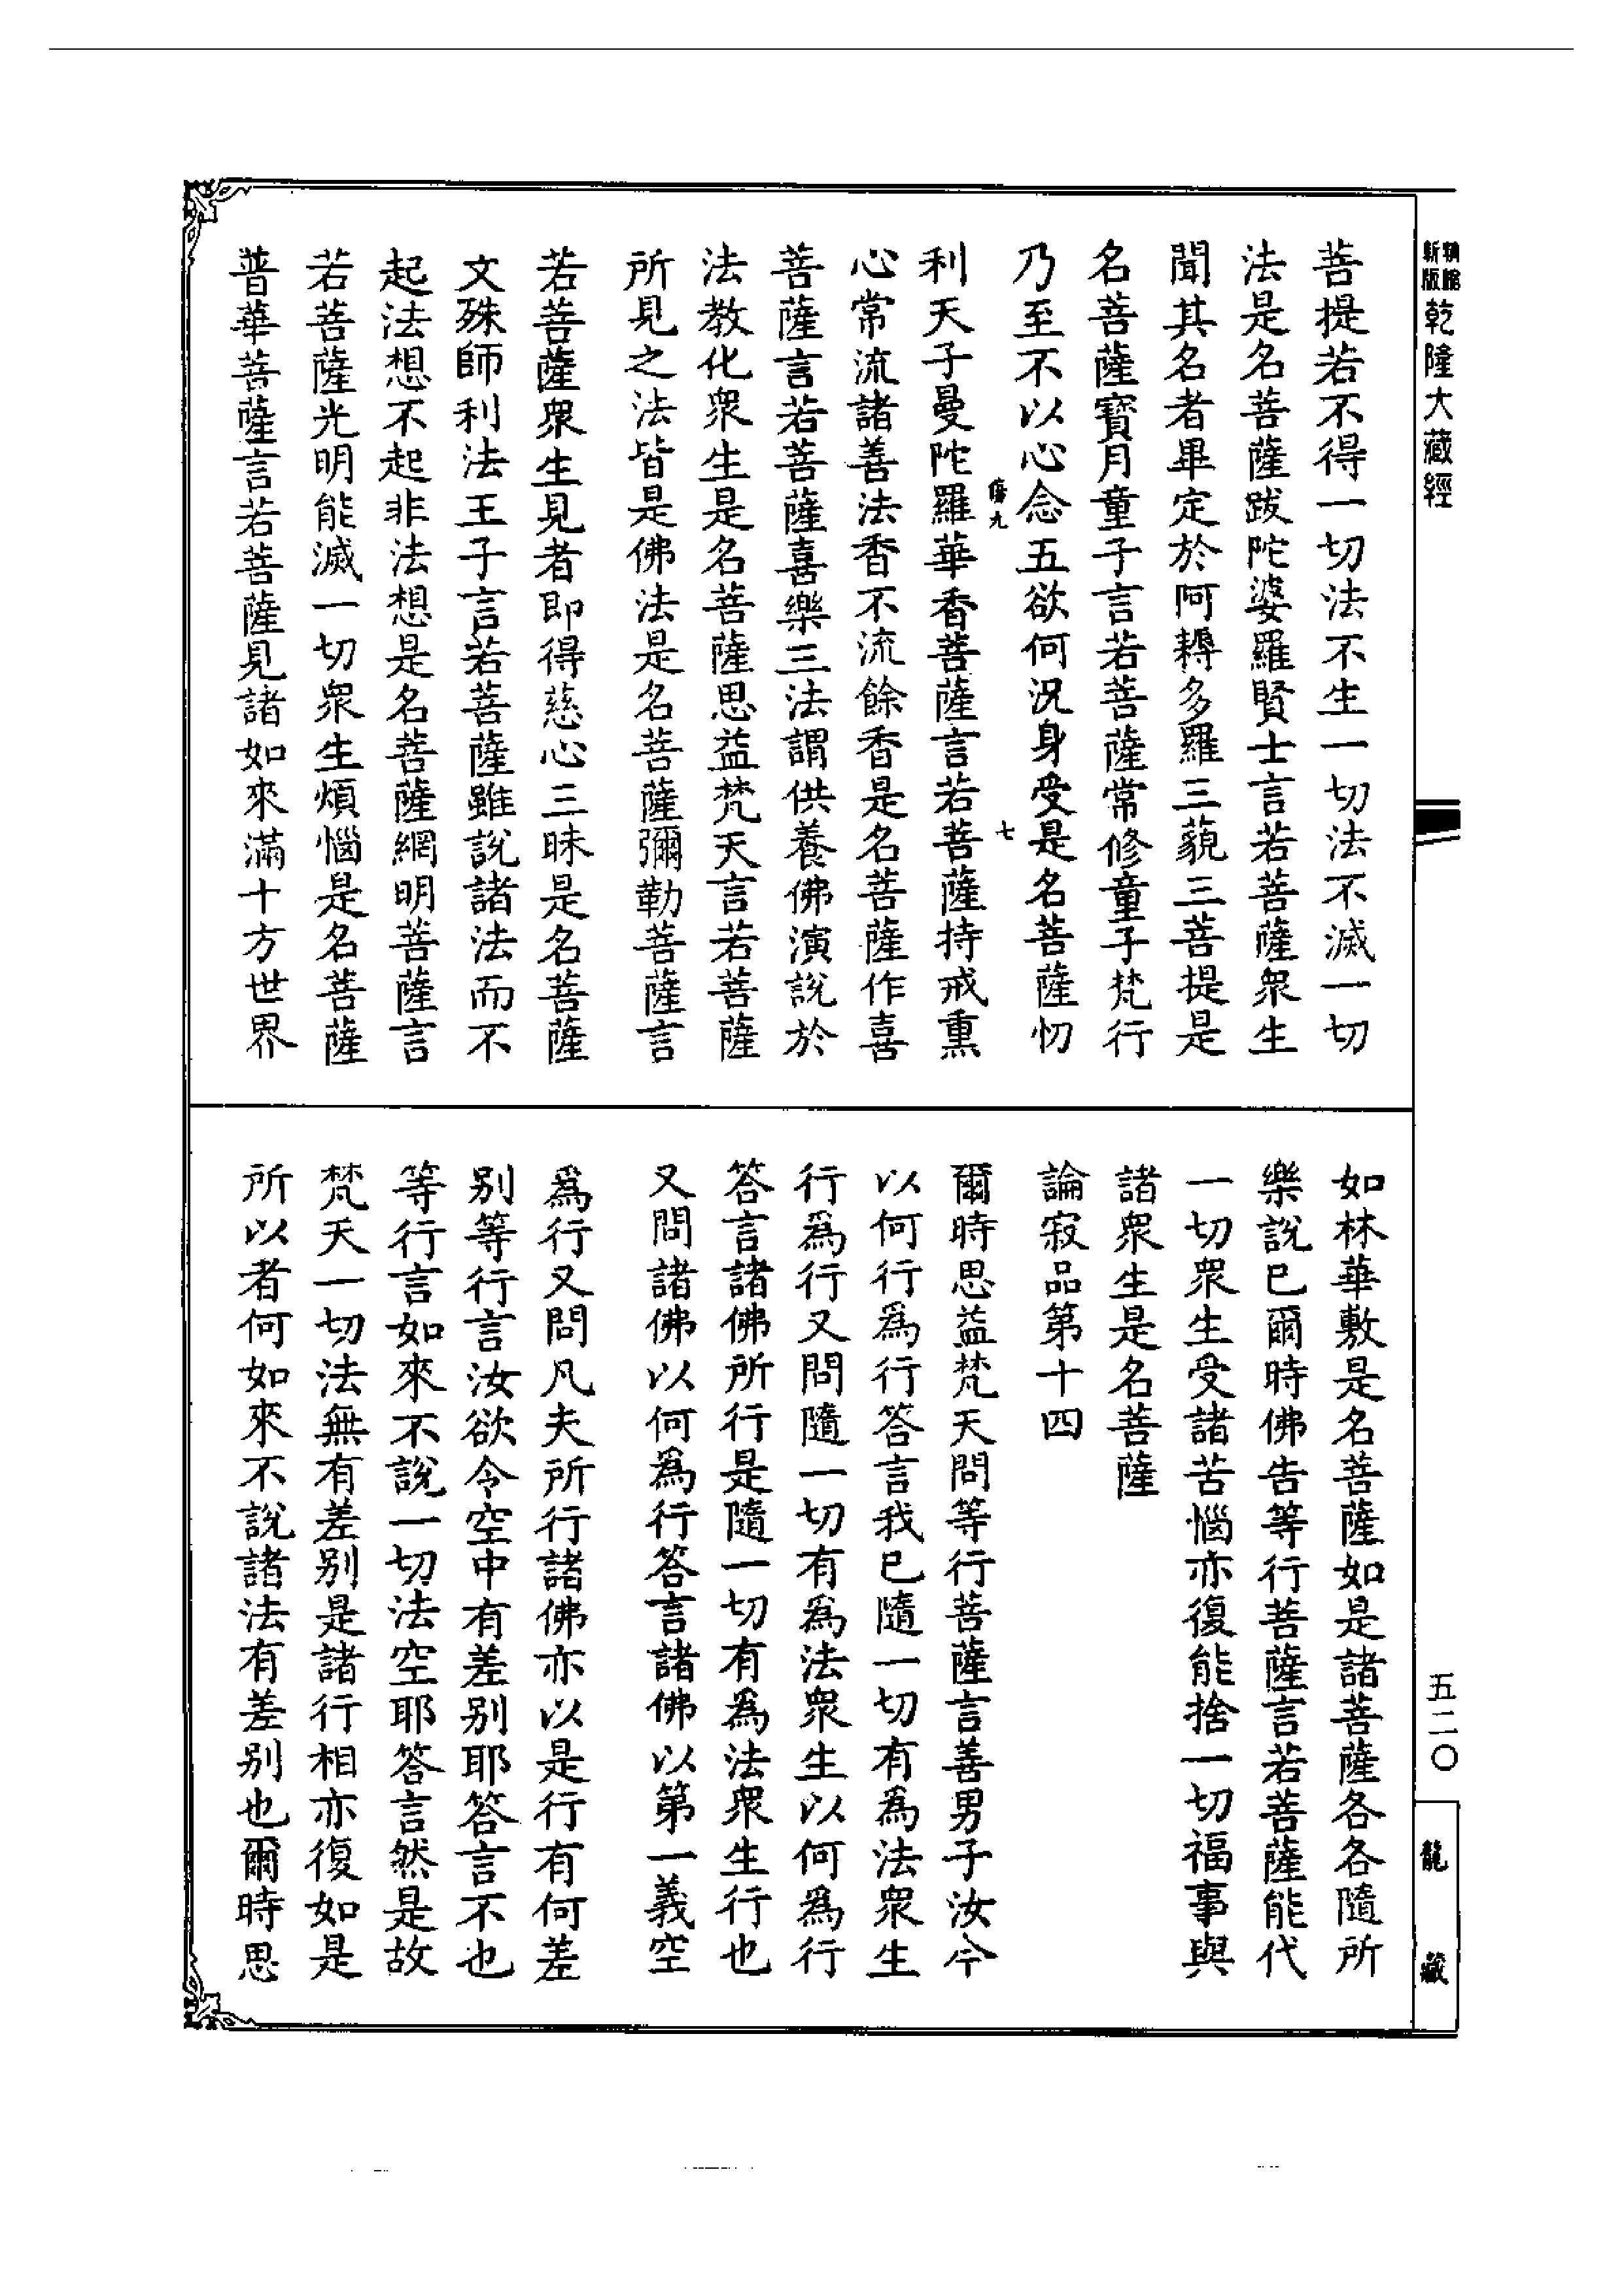 乾隆大藏經
菩提若不得一切法不生一切法不滅一切
法是名菩薩跋陀婆羅賢士言若菩薩衆生
聞其名者畢定於阿耨多羅三藐三菩提是
名菩薩寶月童子言若菩薩常修童子梵行
乃至不以心念五欲何況身受是名菩薩忉
七
利天子曼陀羅華香菩薩言若菩薩持戒熏
心常流諸善法香不流餘香是名菩薩作喜
菩薩言若菩薩喜樂三法謂供養佛演說於
法教化衆生是名菩薩思益梵天言若菩薩
所見之法皆是佛法是名菩薩彌勒菩薩言
若菩薩衆生見者即得慈心三昧是名菩薩
文殊師利法王子言若菩薩雖說諸法而不
起法想不起非法想是名菩薩網明菩薩言
若菩薩光明能滅一切衆生煩惱是名菩薩
普華菩薩言若菩薩見諸如來滿十方世界
如林華敷是名菩薩如是諸菩薩各各隨所
樂說已爾時佛告等行菩薩言若菩薩能代
一切衆生受諸苦惱亦復能捨一切福事與
諸衆生是名菩薩
論寂品第十四
爾時思益梵天問等行菩薩言善男子汝今
以何行爲行答言我已隨一切有爲法衆生
行爲行又問隨一切有爲法衆生以何爲行
答言諸佛所行是隨一切有爲法衆生行也
又問諸佛以何爲行答言諸佛以第一義空
爲行又問凡夫所行諸佛亦以是行有何差
別等行言汝欲令空中有差別耶答言不也
等行言如來不說一切法空耶答言然是故
梵天一切法無有差別是諸行相亦復如是
所以者何如來不說諸法有差別也爾時思
五二〇
龍藏